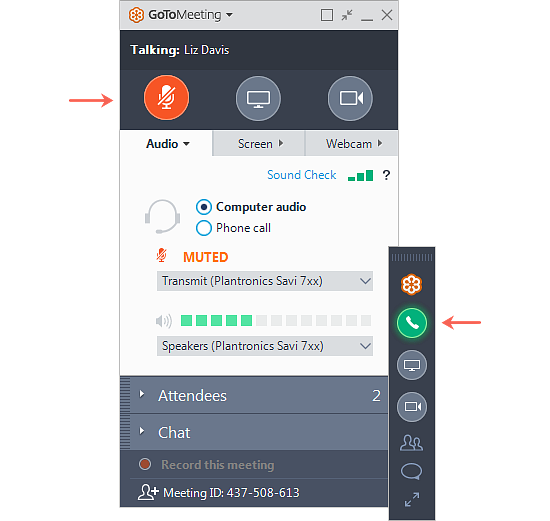 GoToMeeting
Talking: Liz Davis
Audio
Screen
Webcam
Sound Check
?
Computer audio
Phone call
MUTED
Transmit (Plantronics Savi 7xx)
Speakers (Plantronics Savi 7xx)
Attendees 2
Chat
Record this meeting
Meeting ID: 437-508-613